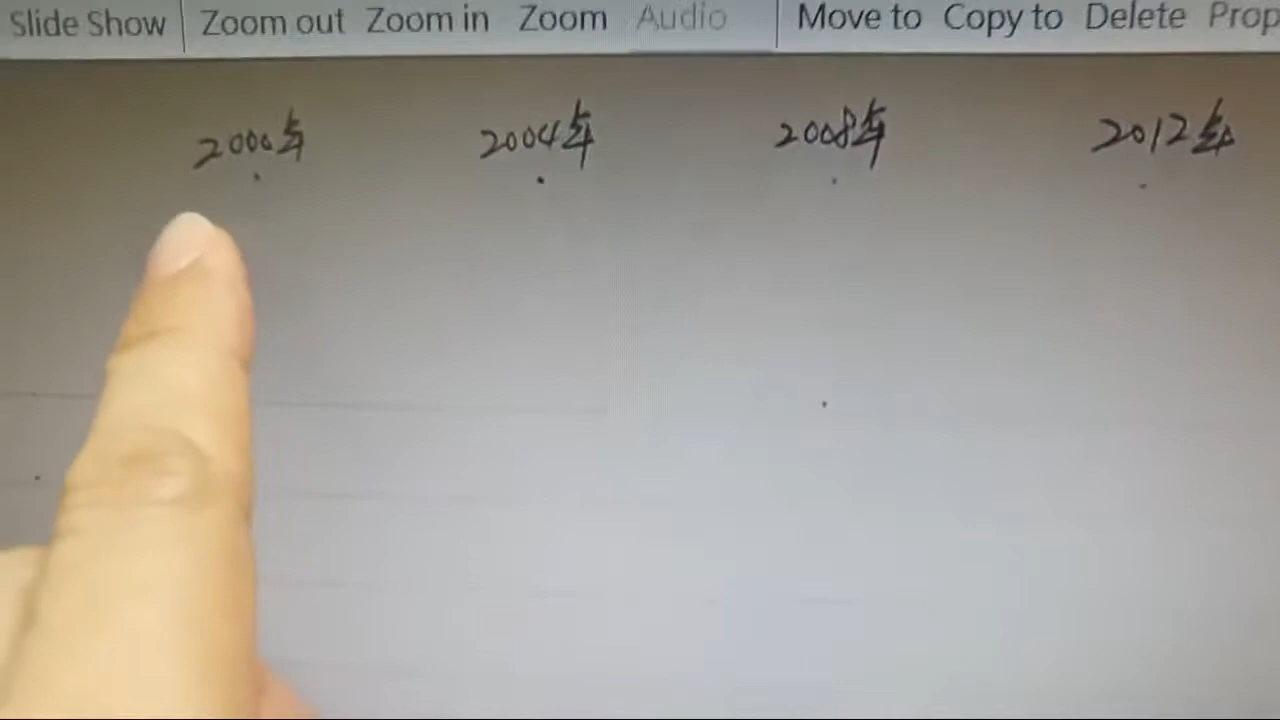 Slide Show Zoom out Zoom in Zoom Audio Move to Copy to Delete Prop
2000年 2004年 2008年 2012年